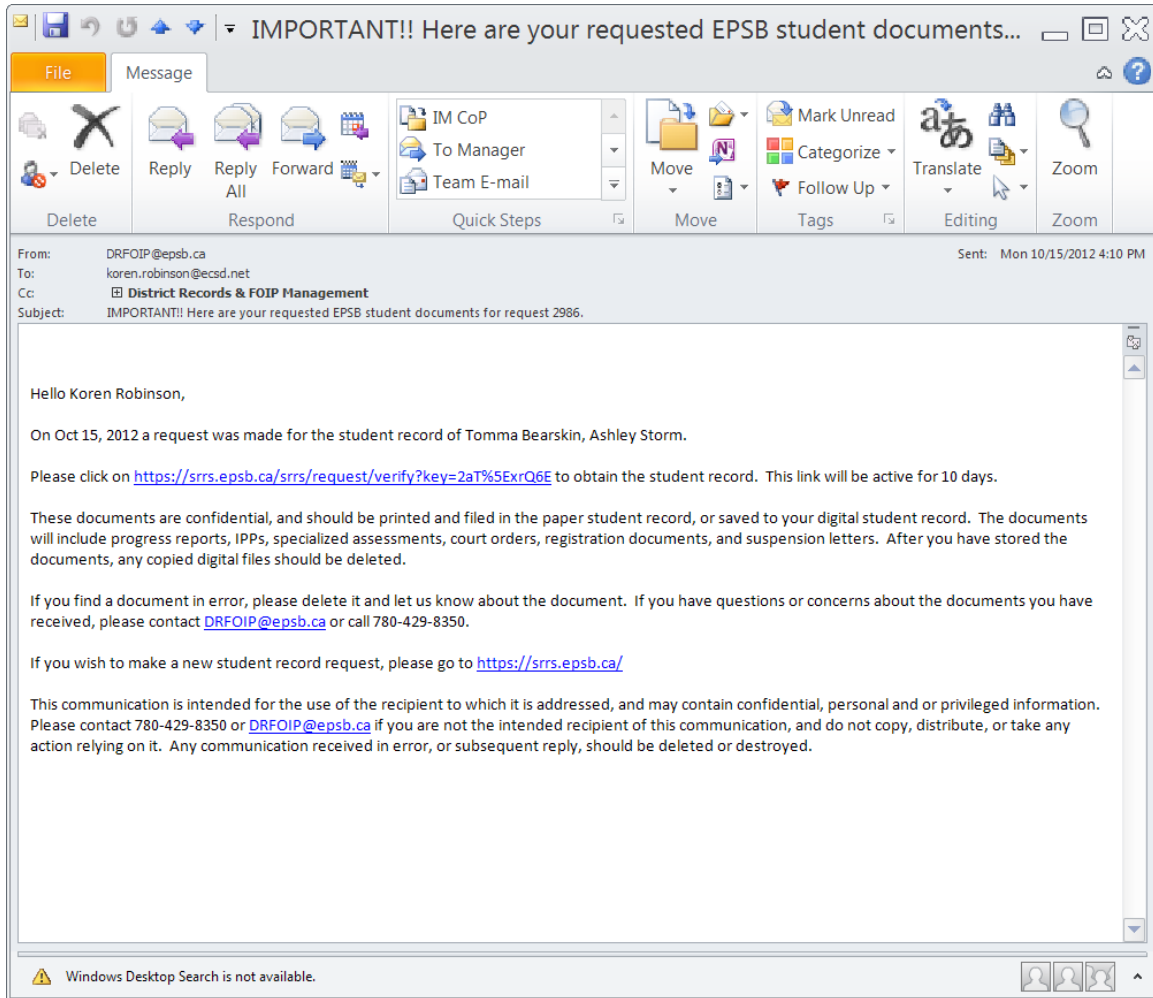 IMPORTANT!! Here are your requested EPSB student documents...
File
Message
Delete
Reply
Reply All
Forward
IM CoP
To Manager
Team E-mail
Move
Mark Unread
Categorize
Follow Up
Translate
Zoom
Delete
Respond
Quick Steps
Move
Tags
Editing
Zoom
From: DRFOIP@epsb.ca
Sent: Mon 10/15/2012 4:10 PM
To: koren.robinson@ecsd.net
Cc: District Records & FOIP Management
Subject: IMPORTANT!! Here are your requested EPSB student documents for request 2986.
Hello Koren Robinson,
On Oct 15, 2012 a request was made for the student record of Tomma Bearskin, Ashley Storm.
Please click on https://srrs.epsb.ca/srrs/request/verify?key=2aT%5ExrQ6E to obtain the student record. This link will be active for 10 days.
These documents are confidential, and should be printed and filed in the paper student record, or saved to your digital student record. The documents
will include progress reports, IPPs, specialized assessments, court orders, registration documents, and suspension letters. After you have stored the
documents, any copied digital files should be deleted.
If you find a document in error, please delete it and let us know about the document. If you have questions or concerns about the documents you have
received, please contact DRFOIP@epsb.ca or call 780-429-8350.
If you wish to make a new student record request, please go to https://srrs.epsb.ca/
This communication is intended for the use of the recipient to which it is addressed, and may contain confidential, personal and or privileged information.
Please contact 780-429-8350 or DRFOIP@epsb.ca if you are not the intended recipient of this communication, and do not copy, distribute, or take any
action relying on it. Any communication received in error, or subsequent reply, should be deleted or destroyed.
Windows Desktop Search is not available.